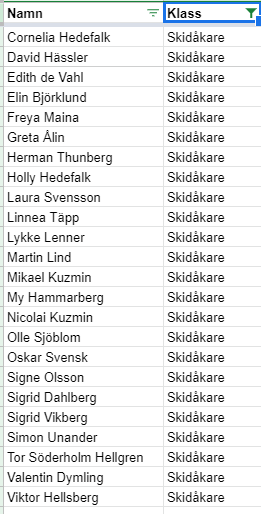 Namn Klass
Cornelia Hedefalk Skidåkare
David Hässler Skidåkare
Edith de Vahl Skidåkare
Elin Björklund Skidåkare
Freya Maina Skidåkare
Greta Ålin Skidåkare
Herman Thunberg Skidåkare
Holly Hedefalk Skidåkare
Laura Svensson Skidåkare
Linnea Täpp Skidåkare
Lykke Lenner Skidåkare
Martin Lind Skidåkare
Mikael Kuzmin Skidåkare
My Hammarberg Skidåkare
Nicolai Kuzmin Skidåkare
Olle Sjöblom Skidåkare
Oskar Svensk Skidåkare
Signe Olsson Skidåkare
Sigrid Dahlberg Skidåkare
Sigrid Vikberg Skidåkare
Simon Unander Skidåkare
Tor Söderholm Hellgren Skidåkare
Valentin Dymling Skidåkare
Viktor Hellsberg Skidåkare